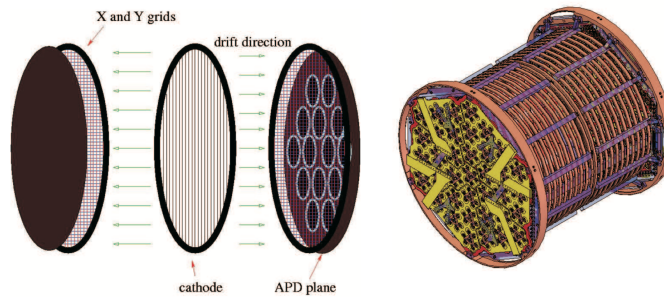 X and Y grids
drift direction
cathode
APD plane